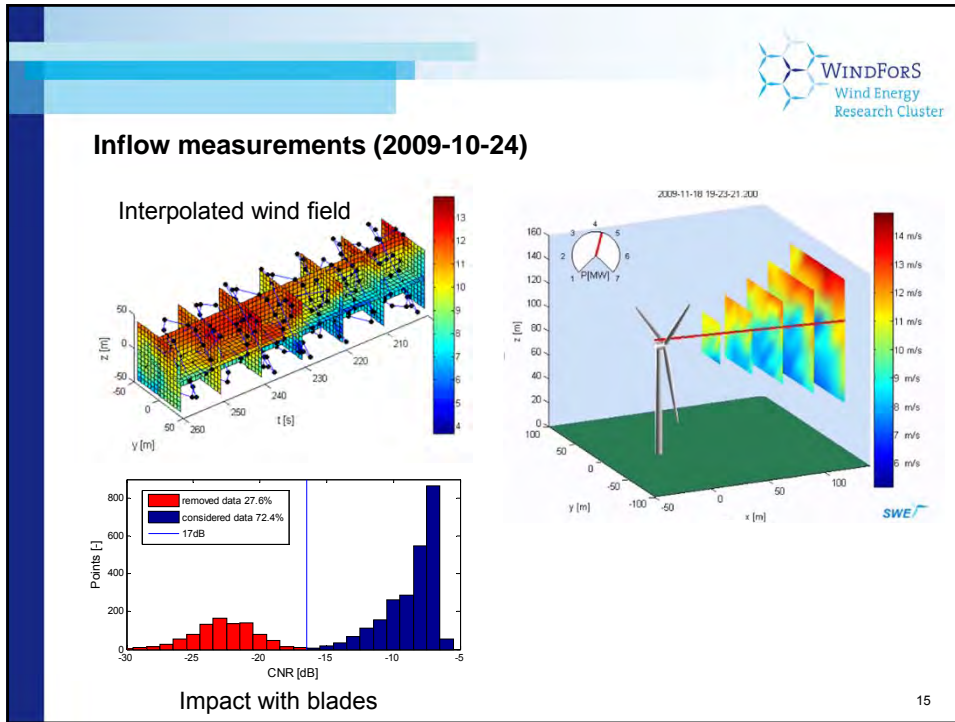 WINDFORS
Wind Energy
Research Cluster
Inflow measurements (2009-10-24)
Interpolated wind field
50
0
-50
z [m]
-50
0
50
y [m]
260
250
240
230
220
210
t [s]
13
12
11
10
9
8
7
6
5
4
2009-11-18 19-23-21.200
160
140
120
100
80
60
40
20
0
z [m]
1
2
3
4
5
6
7
P[MW]
100
50
0
-50
-100
y [m]
-50
0
50
100
x [m]
14 m/s
13 m/s
12 m/s
11 m/s
10 m/s
9 m/s
8 m/s
7 m/s
6 m/s
SWE
800
600
400
200
0
Points [-]
removed data 27.6%
considered data 72.4%
17dB
-30
-25
-20
-15
-10
-5
CNR [dB]
Impact with blades
15